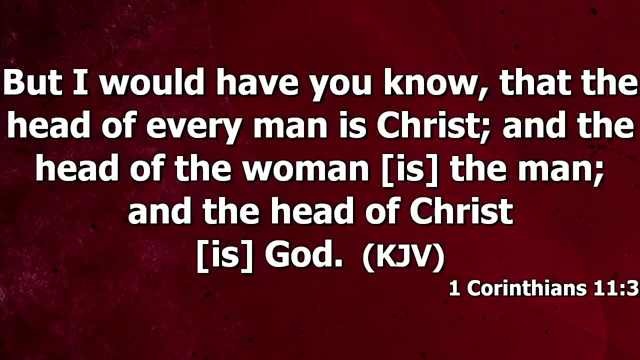 But I would have you know, that the
head of every man is Christ; and the
head of the woman [is] the man;
and the head of Christ
[is] God. (KJV)
1 Corinthians 11:3